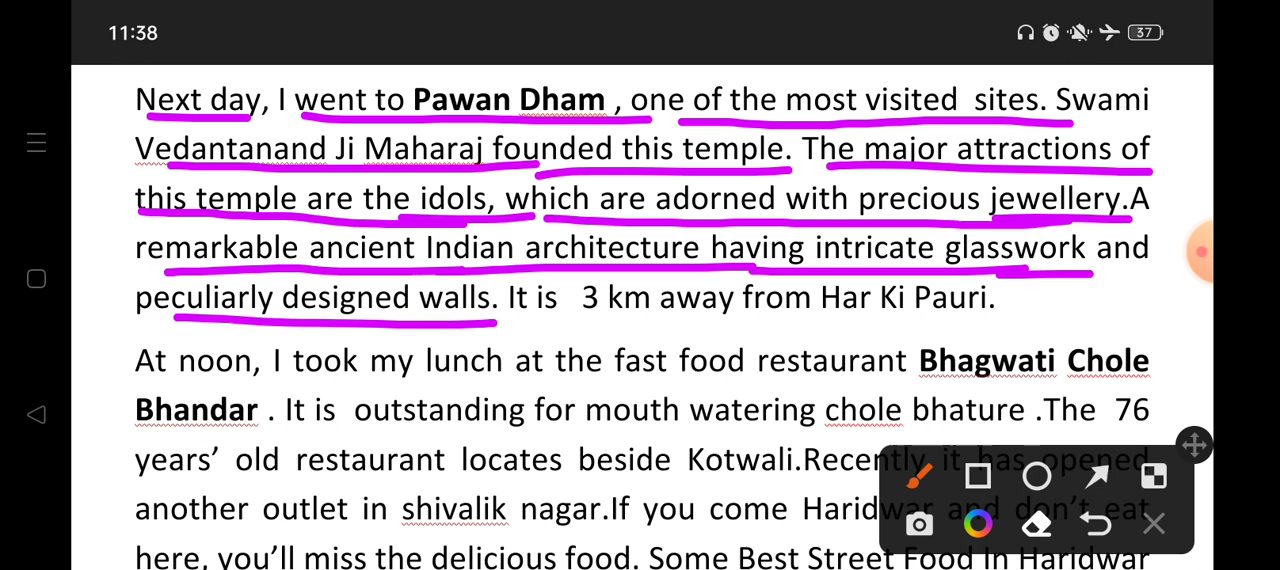 11:38
37
Next day, I went to Pawan Dham , one of the most visited sites. Swami
Vedantanand Ji Maharaj founded this temple. The major attractions of
this temple are the idols, which are adorned with precious jewellery.A
remarkable ancient Indian architecture having intricate glasswork and
peculiarly designed walls. It is 3 km away from Har Ki Pauri.
At noon, I took my lunch at the fast food restaurant Bhagwati Chole
Bhandar . It is outstanding for mouth watering chole bhature .The 76
years’ old restaurant locates beside Kotwali.Recently it has opened
another outlet in shivalik nagar.If you come Haridwar and don’t eat
here, you’ll miss the delicious food. Some Best Street Food In Haridwar